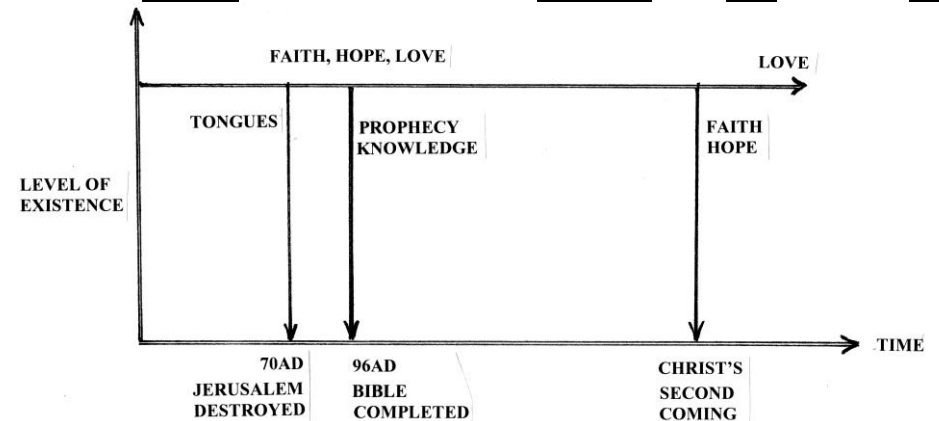 FAITH, HOPE, LOVE
LOVE
TONGUES
PROPHECY
KNOWLEDGE
FAITH
HOPE
LEVEL OF
EXISTENCE
TIME
70AD
JERUSALEM
DESTROYED
96AD
BIBLE
COMPLETED
CHRIST'S
SECOND
COMING